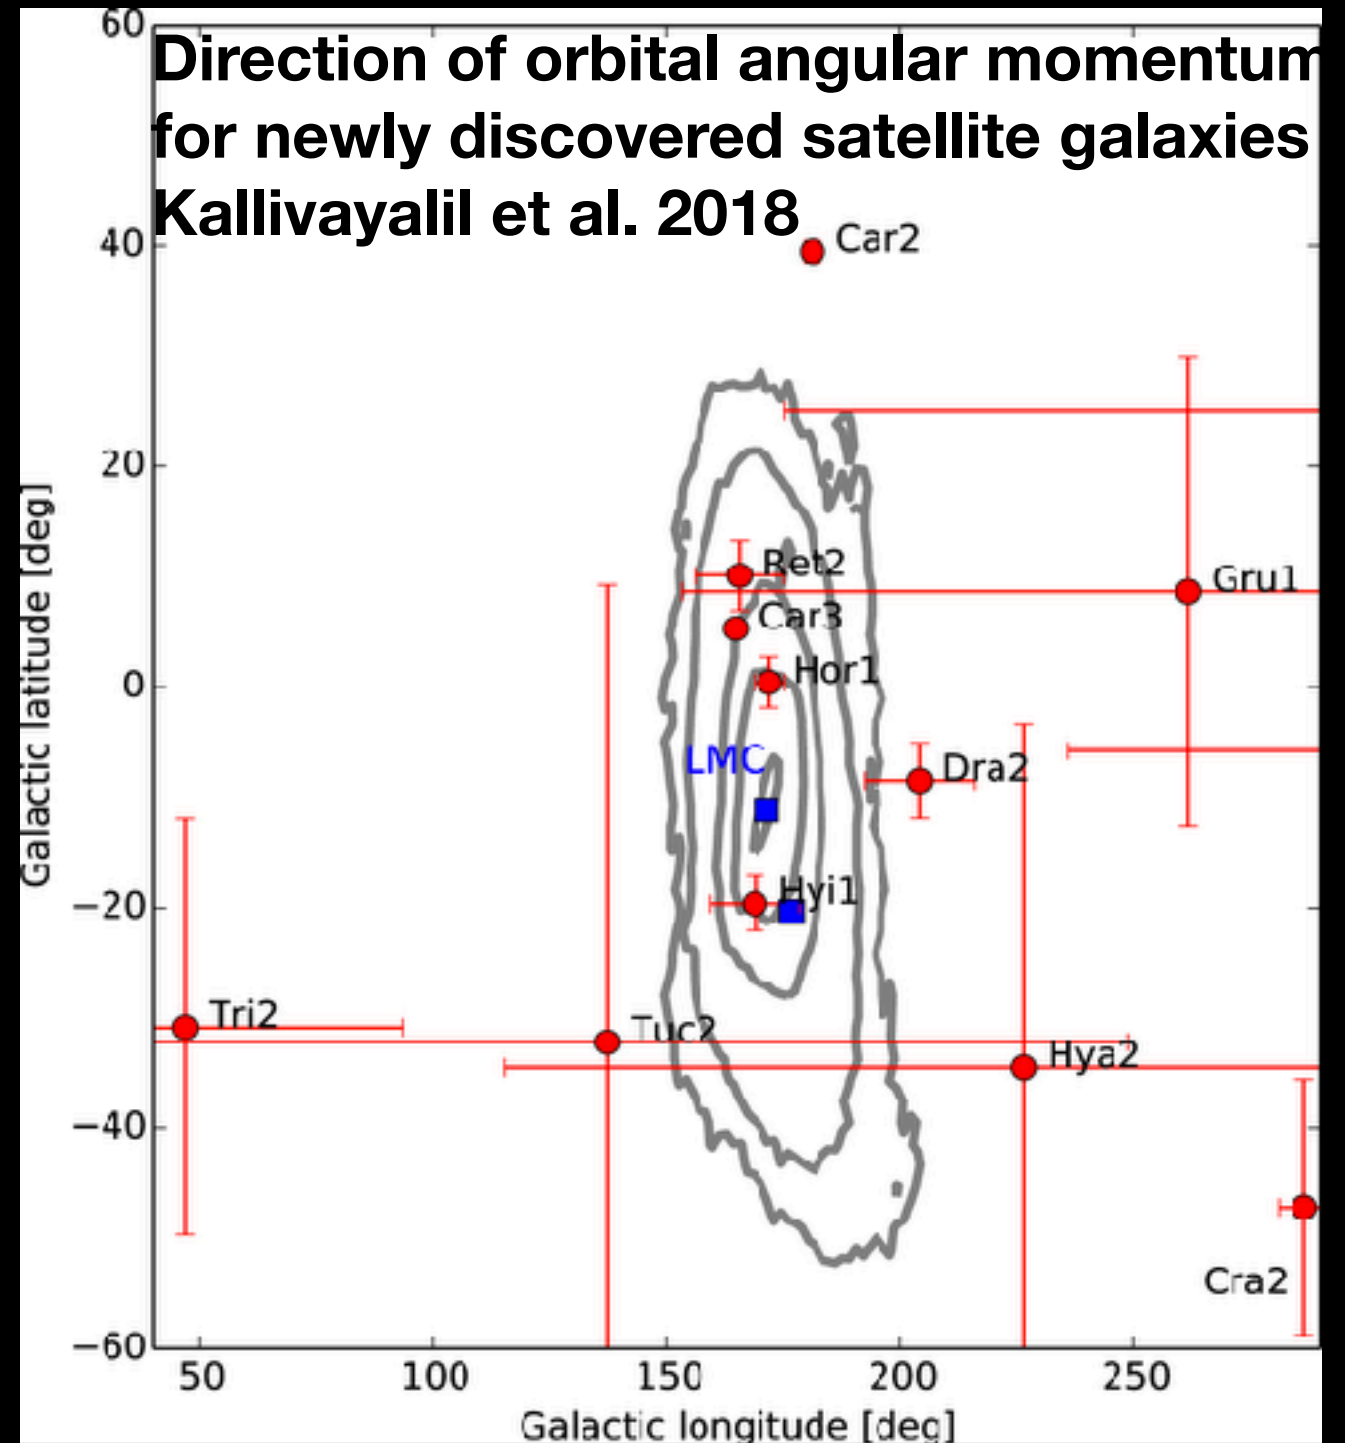 Direction of orbital angular momentum
for newly discovered satellite galaxies
Kallivayalil et al. 2018
60
40
20
0
−20
−40
−60
Galactic latitude [deg]
Car2
Ret2
Gru1
Car3
Hor1
LMC
Dra2
Hyi1
Tri2
Tuc2
Hya2
Cra2
50
100
150
200
250
Galactic longitude [deg]